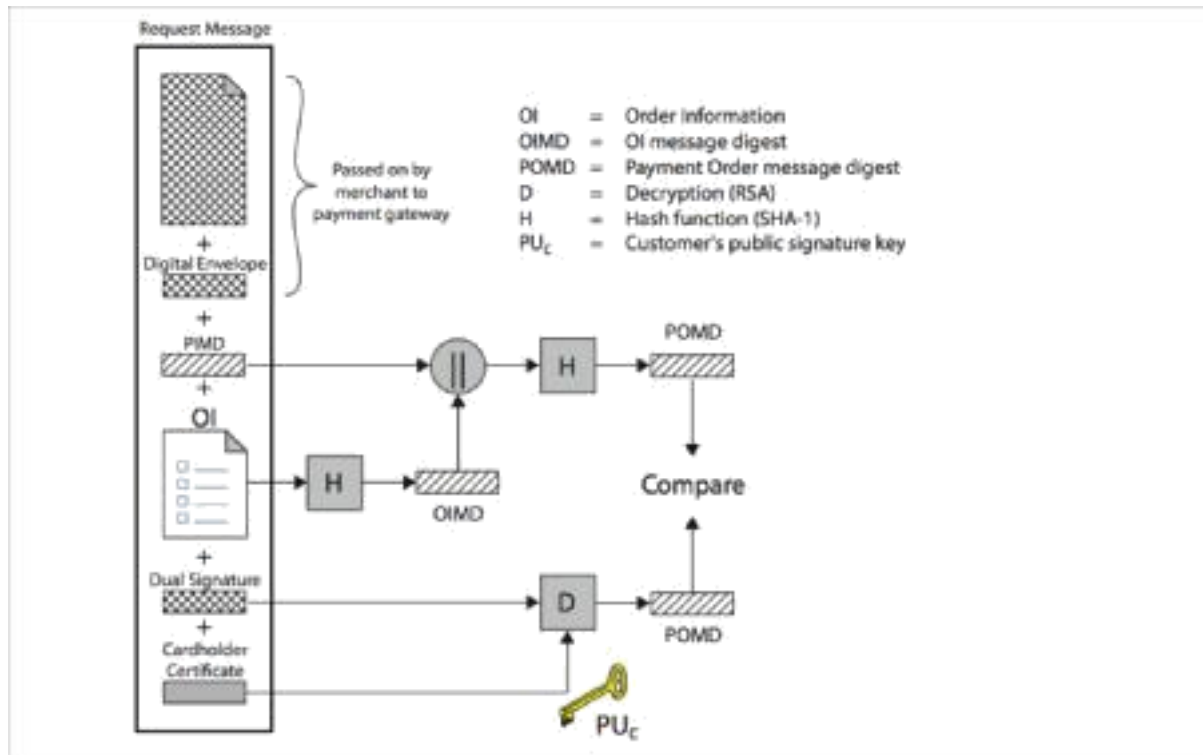 Request Message
OI = Order Information
OIMD = OI message digest
POMD = Payment Order message digest
D = Decryption (RSA)
H = Hash function (SHA-1)
PUc = Customer's public signature key
Passed on by
merchant to
payment gateway
+
Digital Envelope
+
PIMD
+
OI
||
H
POMD
H
OIMD
Compare
+
Dual Signature
D
POMD
+
Cardholder
Certificate
PUc